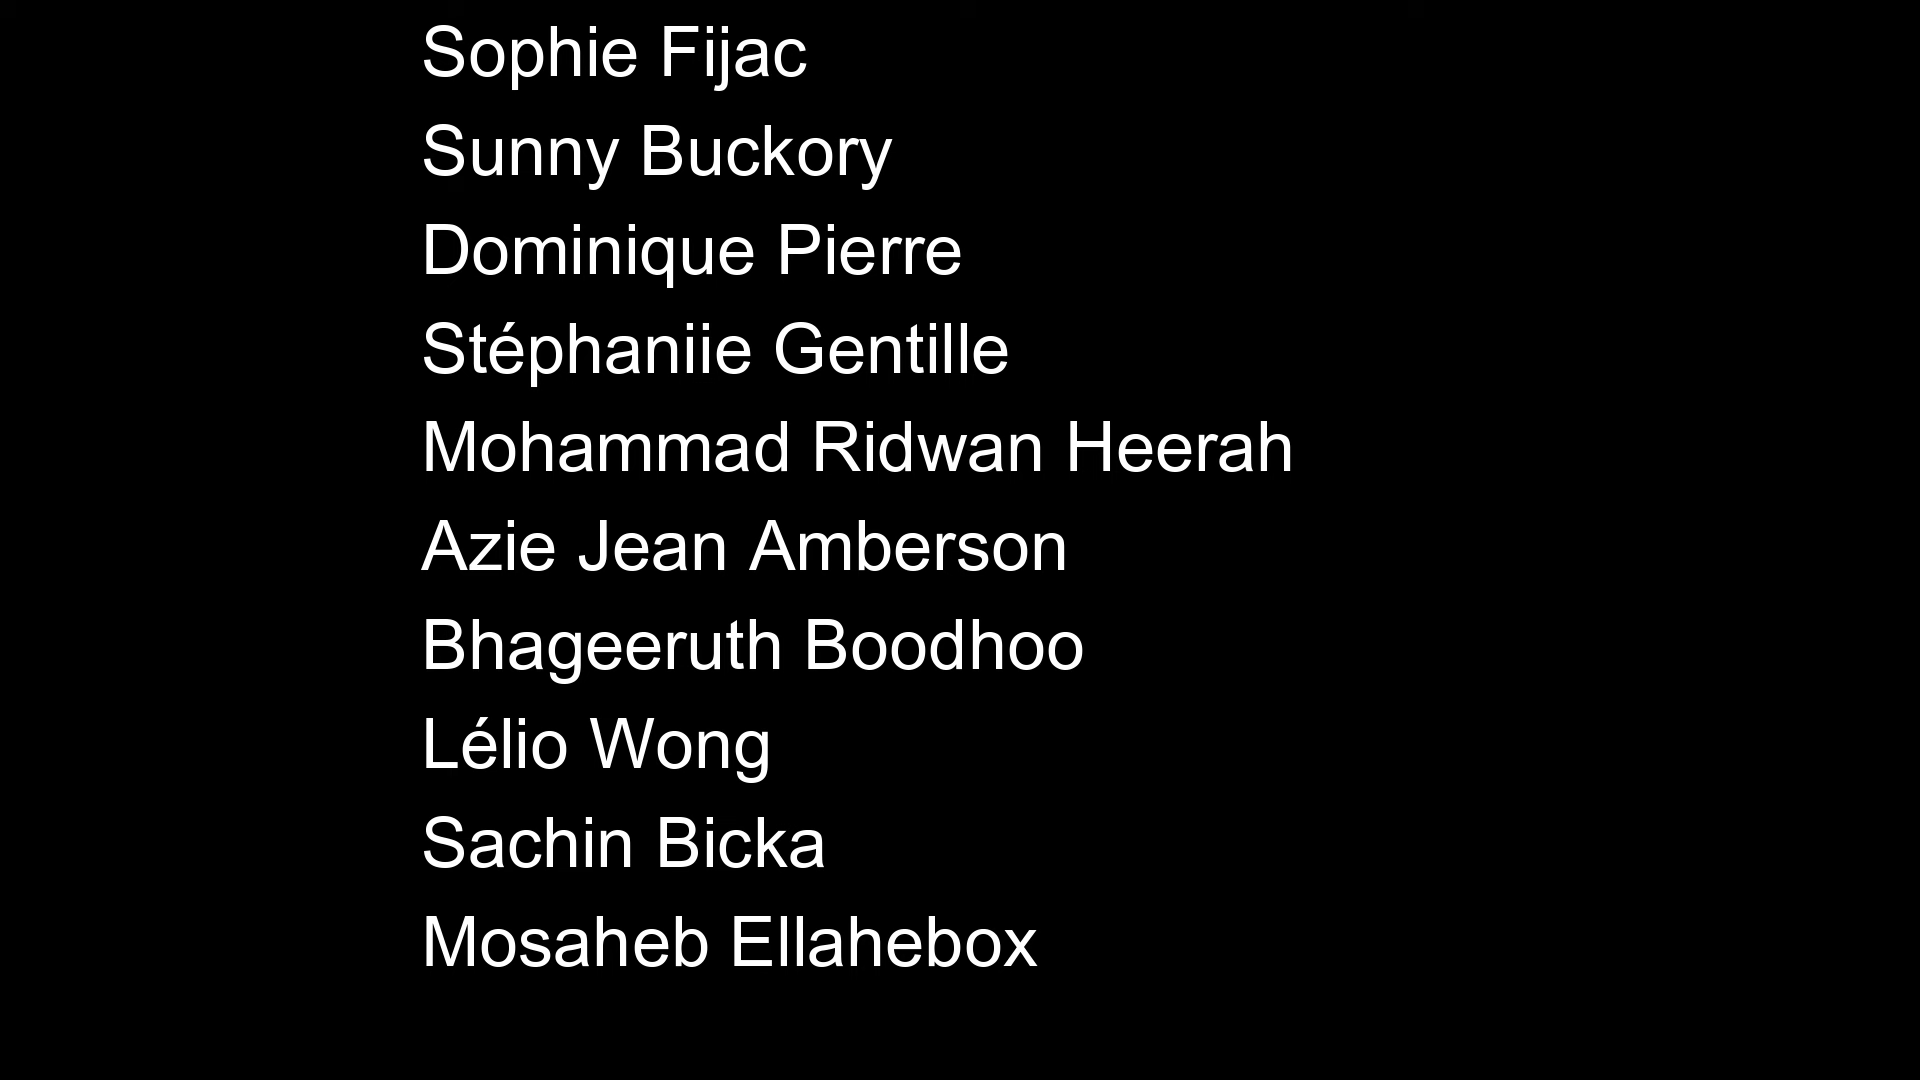 Sophie Fijac
Sunny Buckory
Dominique Pierre
Stéphaniie Gentille
Mohammad Ridwan Heerah
Azie Jean Amberson
Bhageeruth Boodhoo
Lélio Wong
Sachin Bicka
Mosaheb Ellahebox